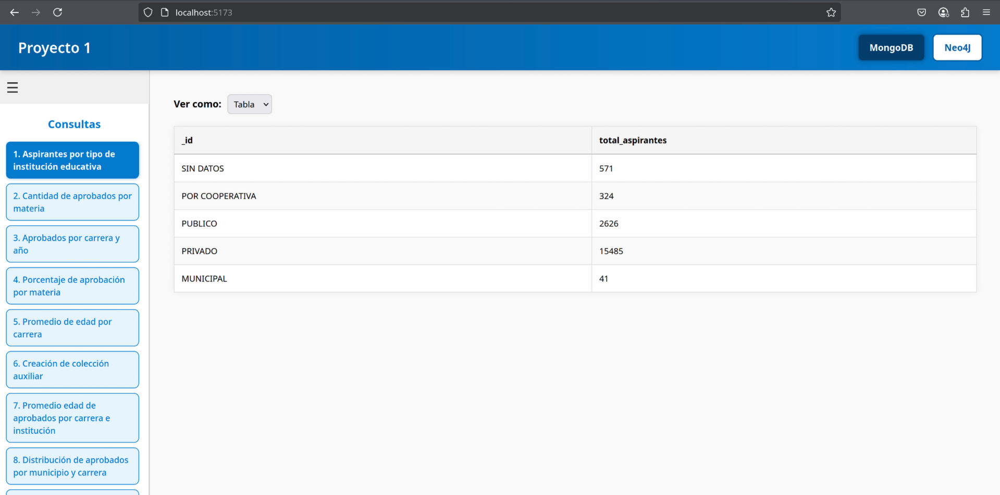 localhost:5173
Proyecto 1
MongoDB
Neo4J
☰
Consultas
1. Aspirantes por tipo de
institución educativa
2. Cantidad de aprobados por
materia
3. Aprobados por carrera y
año
4. Porcentaje de aprobación
por materia
5. Promedio de edad por
carrera
6. Creación de colección
auxiliar
7. Promedio edad de
aprobados por carrera e
institución
8. Distribución de aprobados
por municipio y carrera
Ver como: Tabla
_id total_aspirantes
SIN DATOS 571
POR COOPERATIVA 324
PUBLICO 2626
PRIVADO 15485
MUNICIPAL 41